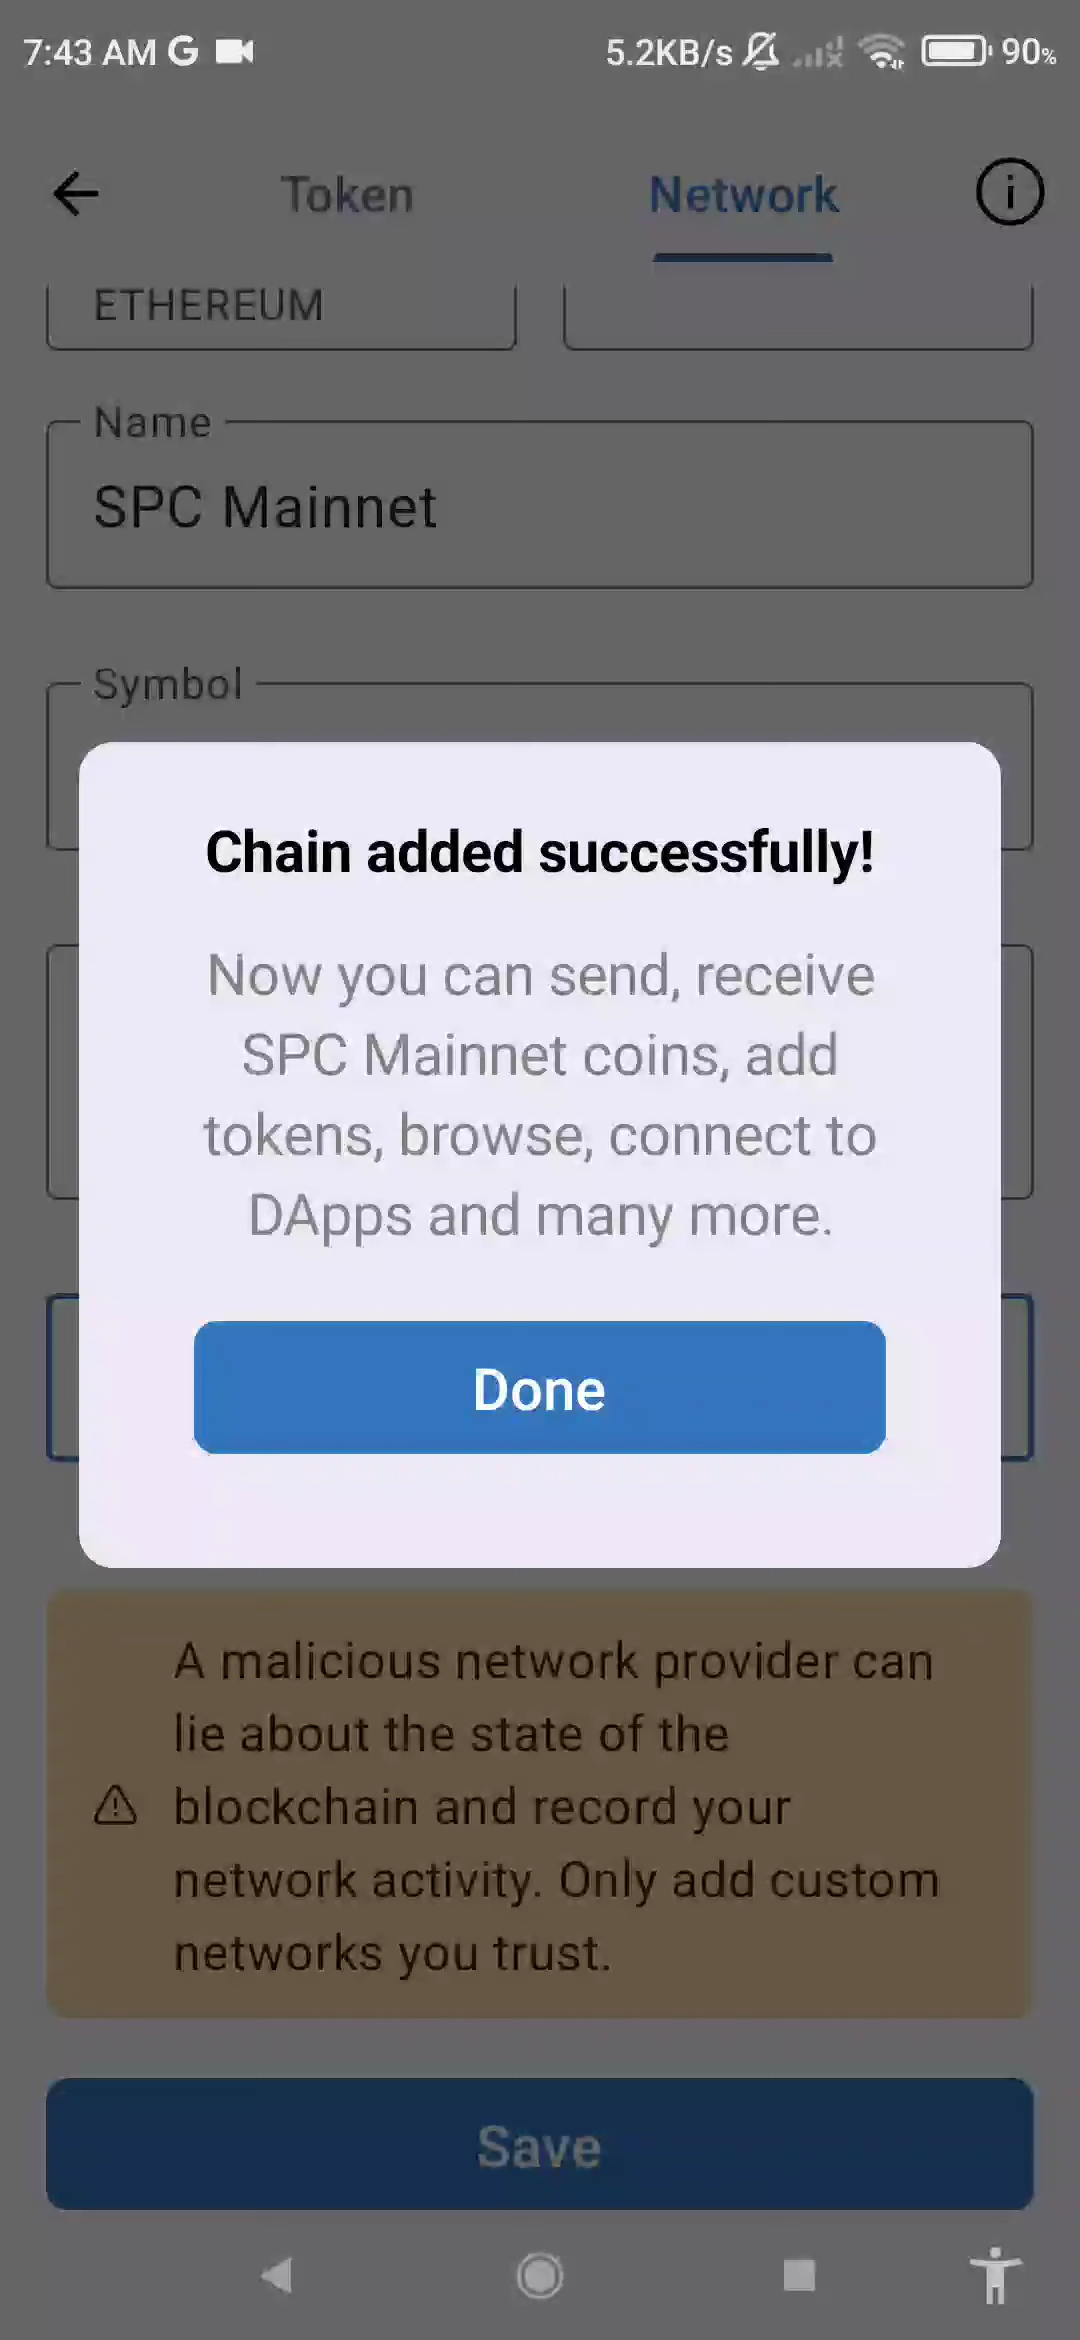 7:43 AM G 5.2KB/s 90%
Token Network
ETHEREUM
Name
SPC Mainnet
Symbol
Chain added successfully!
Now you can send, receive
SPC Mainnet coins, add
tokens, browse, connect to
DApps and many more.
Done
A malicious network provider can
lie about the state of the
blockchain and record your
network activity. Only add custom
networks you trust.
Save